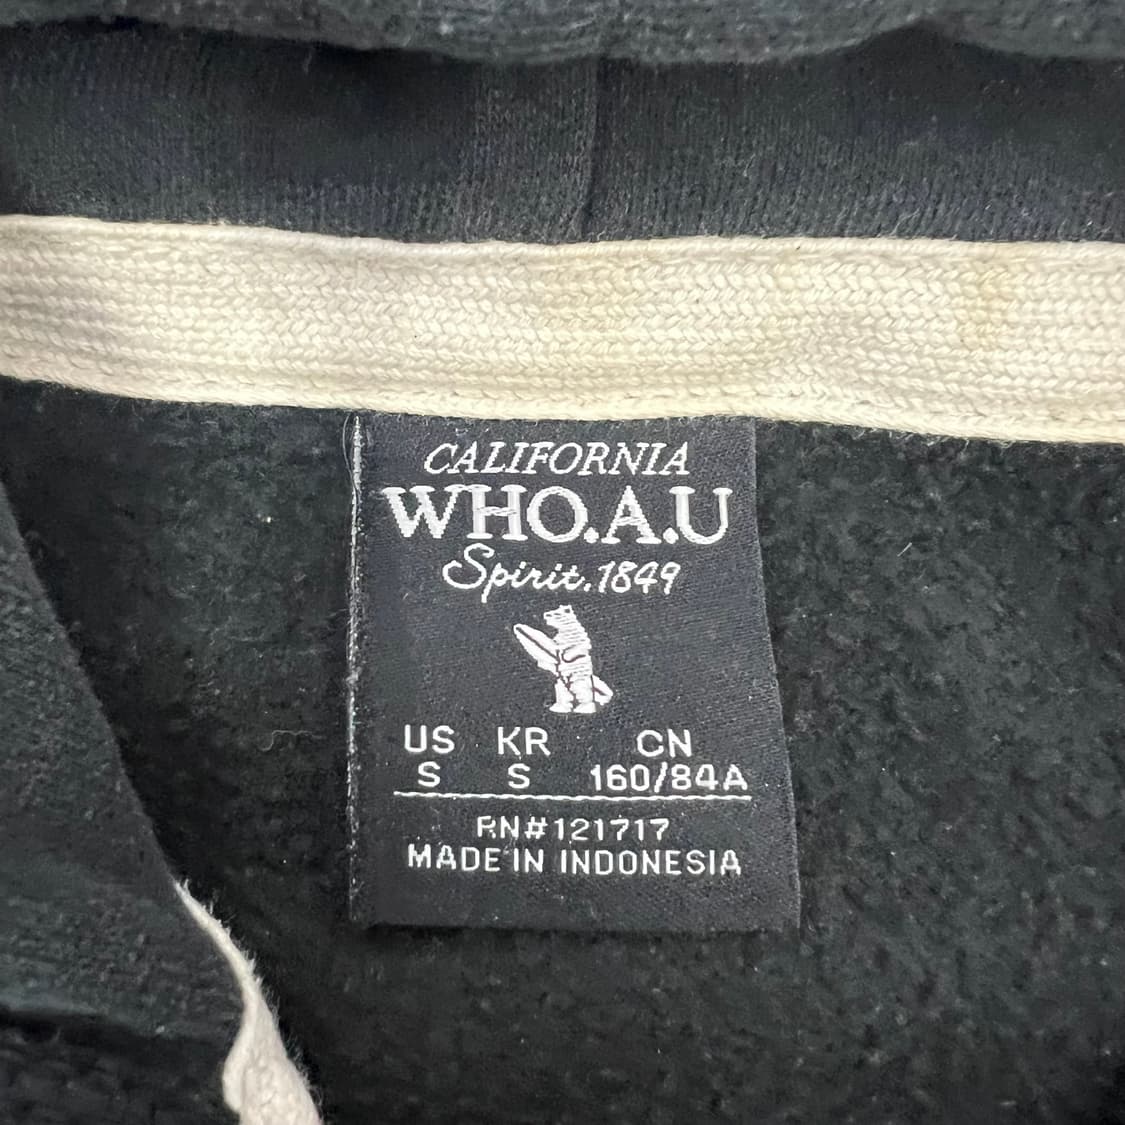 CALIFORNIA
WHO.A.U
Spirit.1849
US KR CN
S S 160/84A
RN#121717
MADE IN INDONESIA